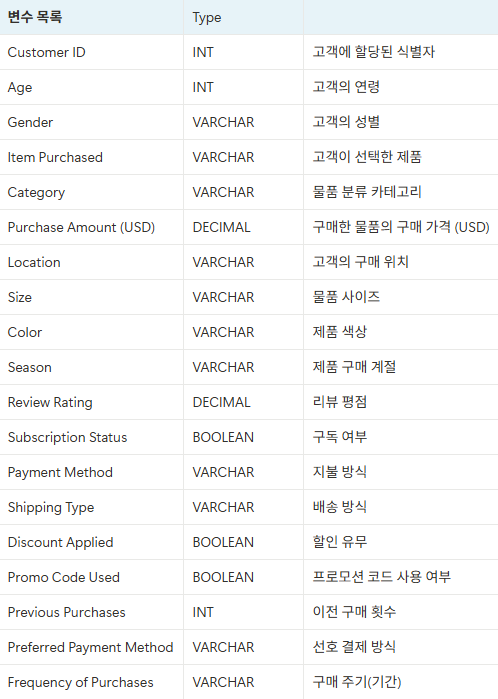 변수 목록 Type
Customer ID INT 고객에 할당된 식별자
Age INT 고객의 연령
Gender VARCHAR 고객의 성별
Item Purchased VARCHAR 고객이 선택한 제품
Category VARCHAR 물품 분류 카테고리
Purchase Amount (USD) DECIMAL 구매한 물품의 구매 가격 (USD)
Location VARCHAR 고객의 구매 위치
Size VARCHAR 물품 사이즈
Color VARCHAR 제품 색상
Season VARCHAR 제품 구매 계절
Review Rating DECIMAL 리뷰 평점
Subscription Status BOOLEAN 구독 여부
Payment Method VARCHAR 지불 방식
Shipping Type VARCHAR 배송 방식
Discount Applied BOOLEAN 할인 유무
Promo Code Used BOOLEAN 프로모션 코드 사용 여부
Previous Purchases INT 이전 구매 횟수
Preferred Payment Method VARCHAR 선호 결제 방식
Frequency of Purchases VARCHAR 구매 주기(기간)